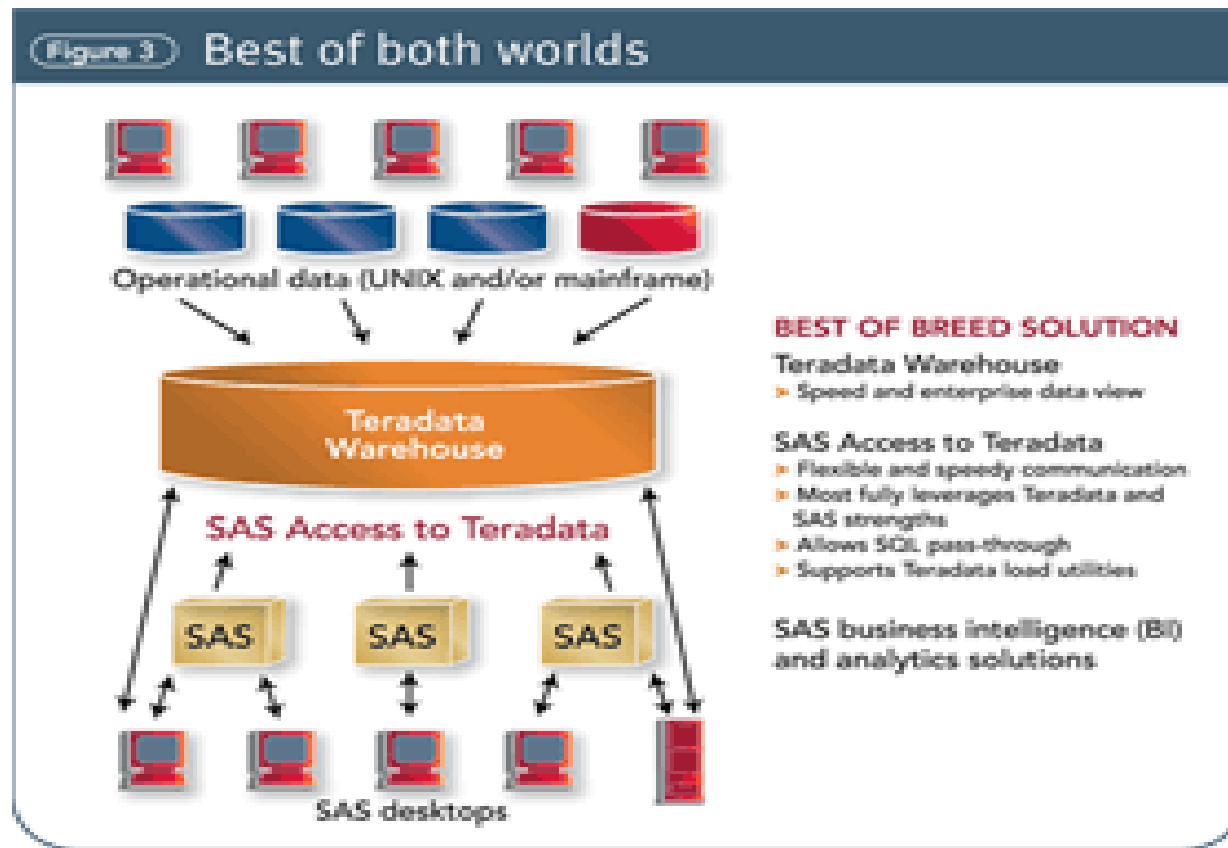 Figure 3 Best of both worlds
Operational data (UNIX and/or mainframe)
Teradata
Warehouse
SAS Access to Teradata
SAS SAS SAS
SAS desktops
BEST OF BREED SOLUTION
Teradata Warehouse
> Speed and enterprise data view
SAS Access to Teradata
> Flexible and speedy communication
> Most fully leverages Teradata and
SAS strengths
> Allows SQL pass-through
> Supports Teradata load utilities
SAS business intelligence (BI)
and analytics solutions